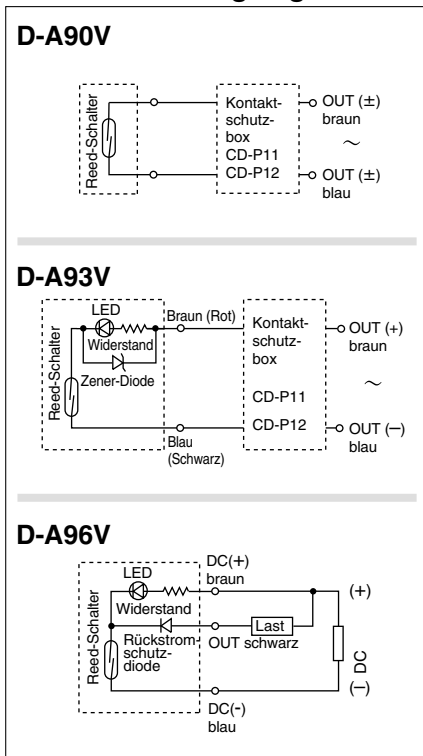 D-A90V
Reed-Schalter
Kontakt-
schutz-
box
CD-P11
CD-P12
OUT (±)
braun
~
OUT (±)
blau
D-A93V
Reed-Schalter
LED
Widerstand
Zener-Diode
Braun (Rot)
Blau
(Schwarz)
Kontakt-
schutz-
box
CD-P11
CD-P12
OUT (+)
braun
~
OUT (–)
blau
D-A96V
Reed-Schalter
LED
Widerstand
Rückstrom-
schutz-
diode
DC(+)
braun
Last
OUT schwarz
DC(-)
blau
(+)
DC
(–)